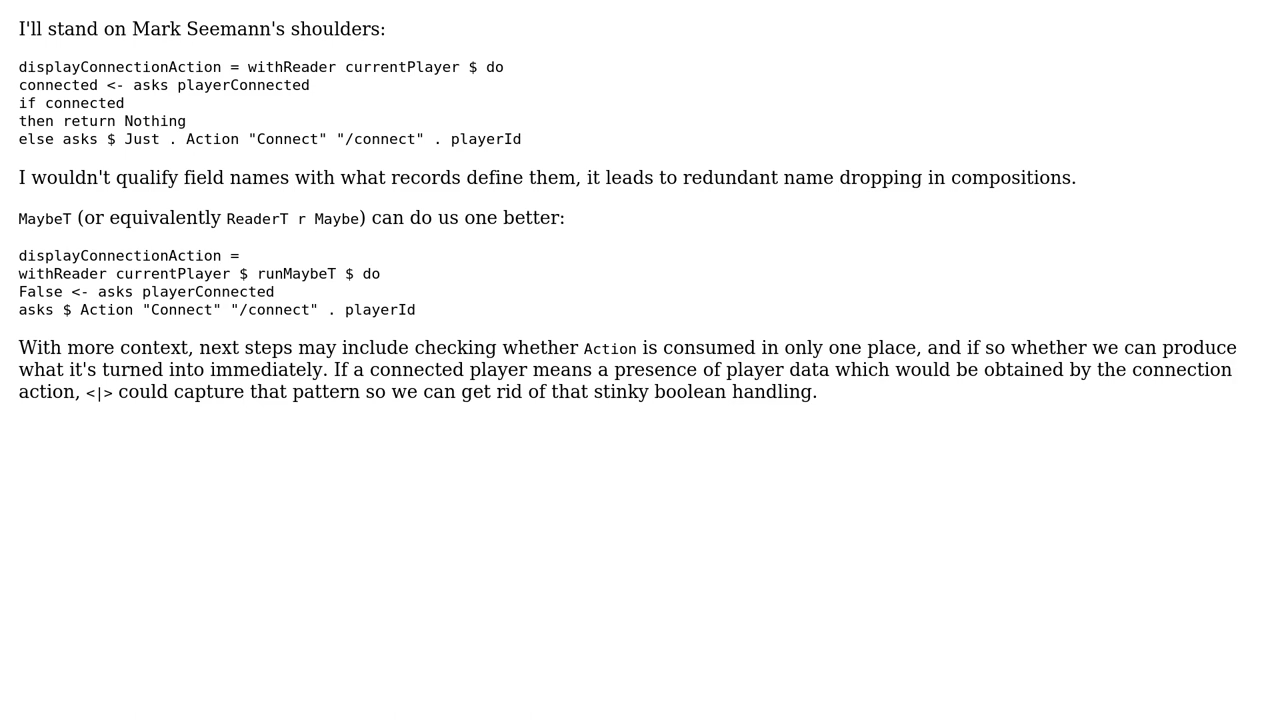 I'll stand on Mark Seemann's shoulders:
displayConnectionAction = withReader currentPlayer $ do
connected <- asks playerConnected
if connected
then return Nothing
else asks $ Just . Action "Connect" "/connect" . playerId
I wouldn't qualify field names with what records define them, it leads to redundant name dropping in compositions.
MaybeT (or equivalently ReaderT r Maybe) can do us one better:
displayConnectionAction =
withReader currentPlayer $ runMaybeT $ do
False <- asks playerConnected
asks $ Action "Connect" "/connect" . playerId
With more context, next steps may include checking whether Action is consumed in only one place, and if so whether we can produce
what it's turned into immediately. If a connected player means a presence of player data which would be obtained by the connection
action, <|> could capture that pattern so we can get rid of that stinky boolean handling.